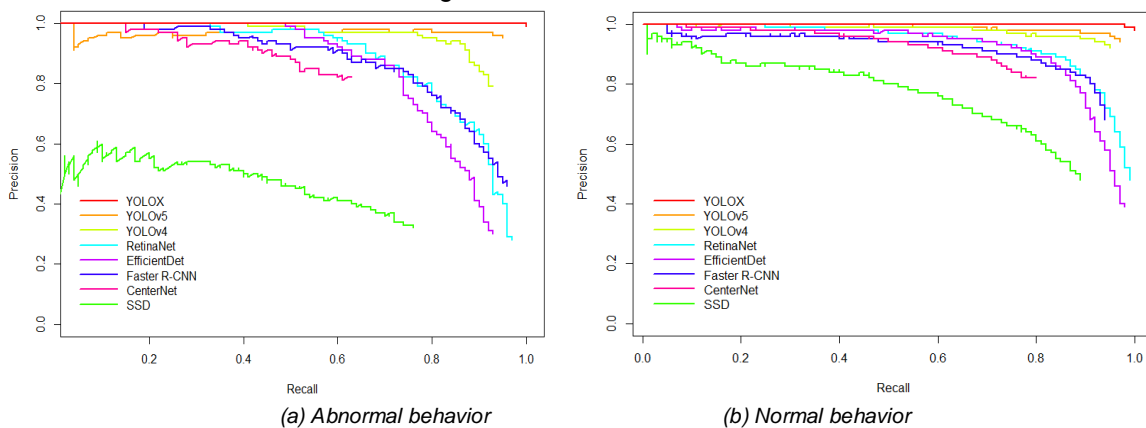 1.0
0.8
0.6
0.4
0.2
0.0
Precision
YOLOX
YOLOv5
YOLOv4
RetinaNet
EfficientDet
Faster R-CNN
CenterNet
SSD
0.2 0.4 0.6 0.8 1.0
Recall
(a) Abnormal behavior
1.0
0.8
0.6
0.4
0.2
0.0
Precision
YOLOX
YOLOv5
YOLOv4
RetinaNet
EfficientDet
Faster R-CNN
CenterNet
SSD
0.0 0.2 0.4 0.6 0.8 1.0
Recall
(b) Normal behavior